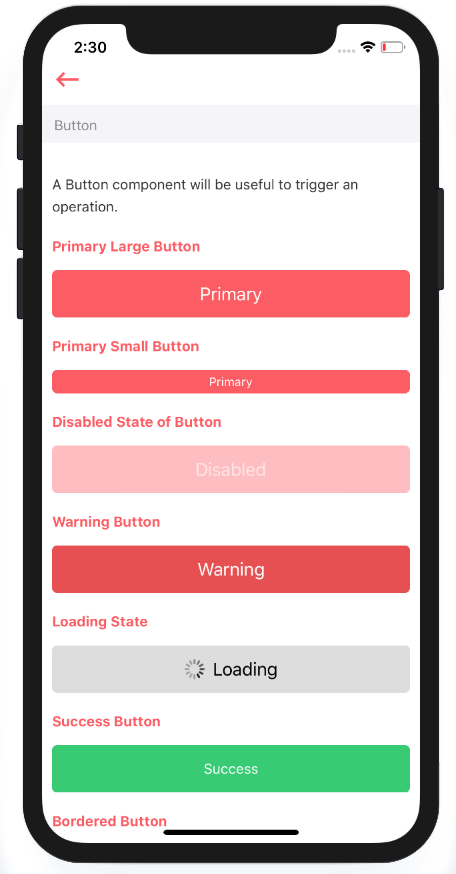 2:30
Button
A Button component will be useful to trigger an
operation.
Primary Large Button
Primary
Primary Small Button
Primary
Disabled State of Button
Disabled
Warning Button
Warning
Loading State
Loading
Success Button
Success
Bordered Button